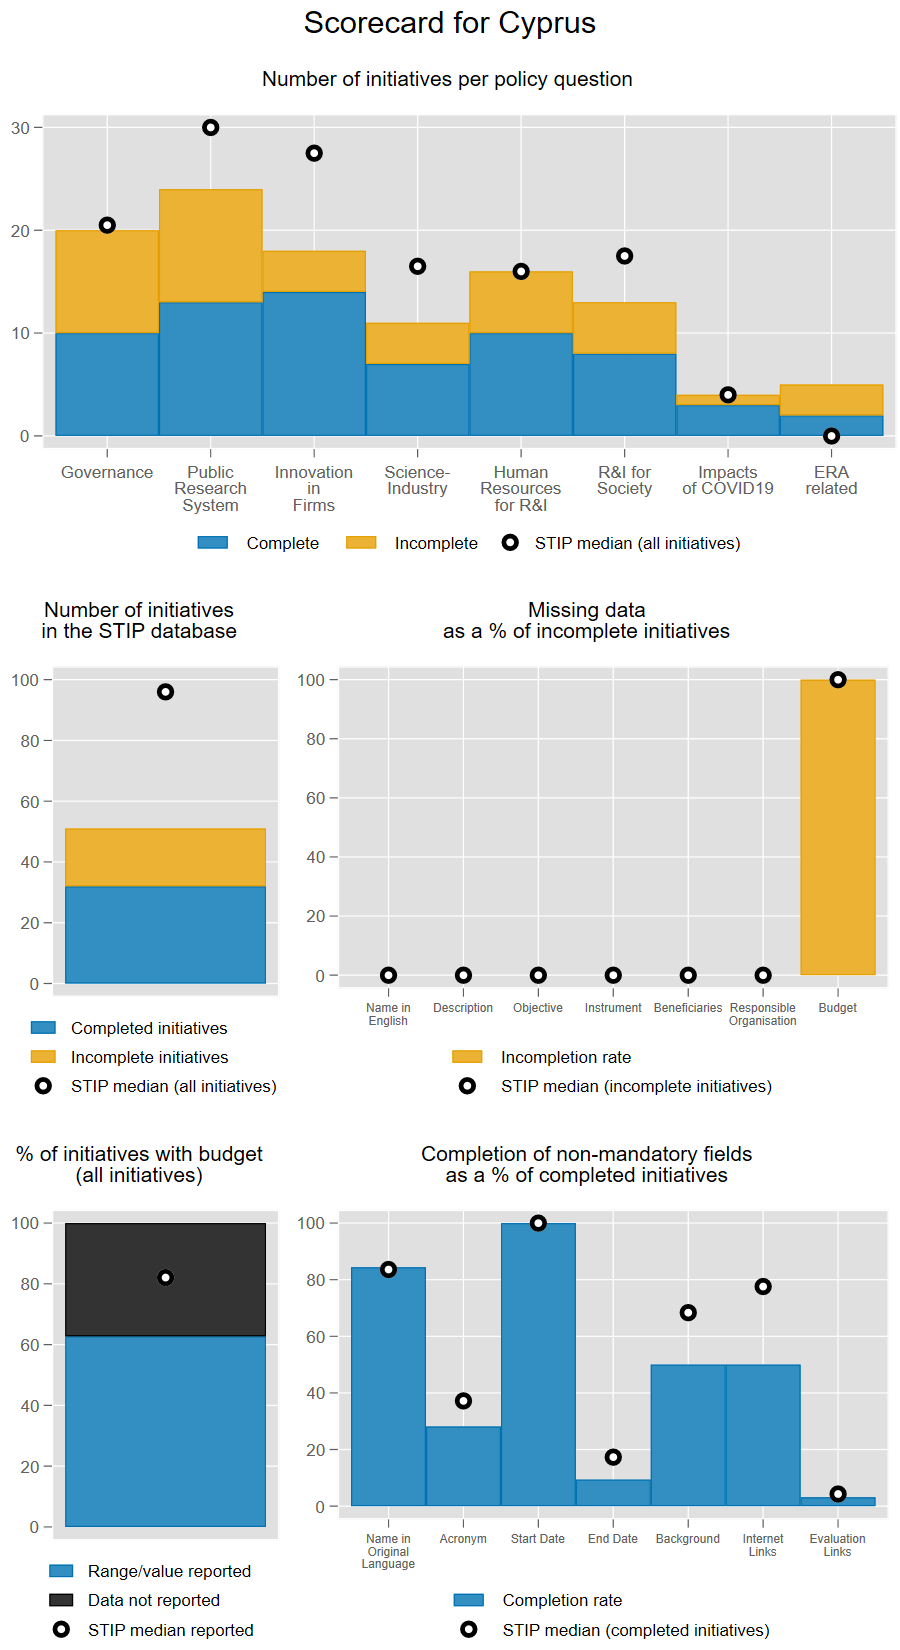 Scorecard for Cyprus
Number of initiatives per policy question
30
20
10
0
Governance
Public
Research
System
Innovation
in
Firms
Science-
Industry
Human
Resources
for R&I
R&I for
Society
Impacts
of COVID19
ERA
related
Complete
Incomplete
STIP median (all initiatives)
Number of initiatives
in the STIP database
100
80
60
40
20
0
Completed initiatives
Incomplete initiatives
STIP median (all initiatives)
Missing data
as a % of incomplete initiatives
100
80
60
40
20
0
Name in
English
Description
Objective
Instrument
Beneficiaries
Responsible
Organisation
Budget
Incompletion rate
STIP median (incomplete initiatives)
% of initiatives with budget
(all initiatives)
100
80
60
40
20
0
Range/value reported
Data not reported
STIP median reported
Completion of non-mandatory fields
as a % of completed initiatives
100
80
60
40
20
0
Name in
Original
Language
Acronym
Start Date
End Date
Background
Internet
Links
Evaluation
Links
Completion rate
STIP median (completed initiatives)